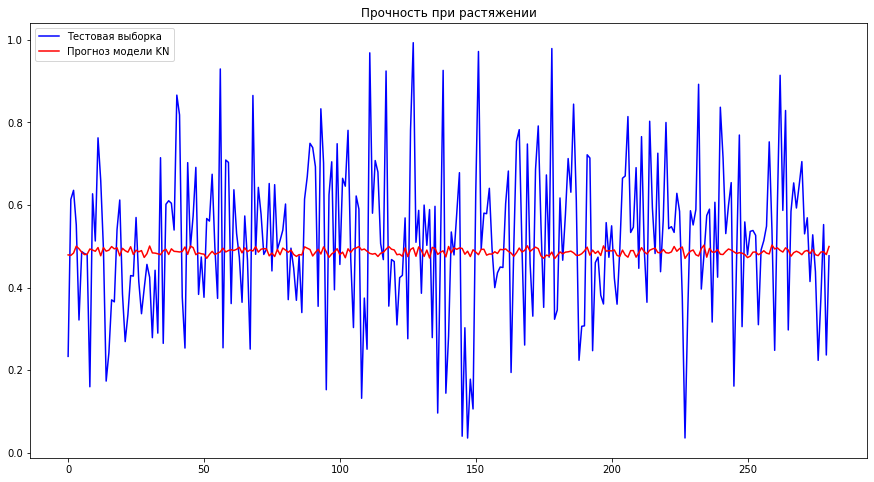 Прочность при растяжении
Тестовая выборка
Прогноз модели KN
1.0
0.8
0.6
0.4
0.2
0.0
0 50 100 150 200 250